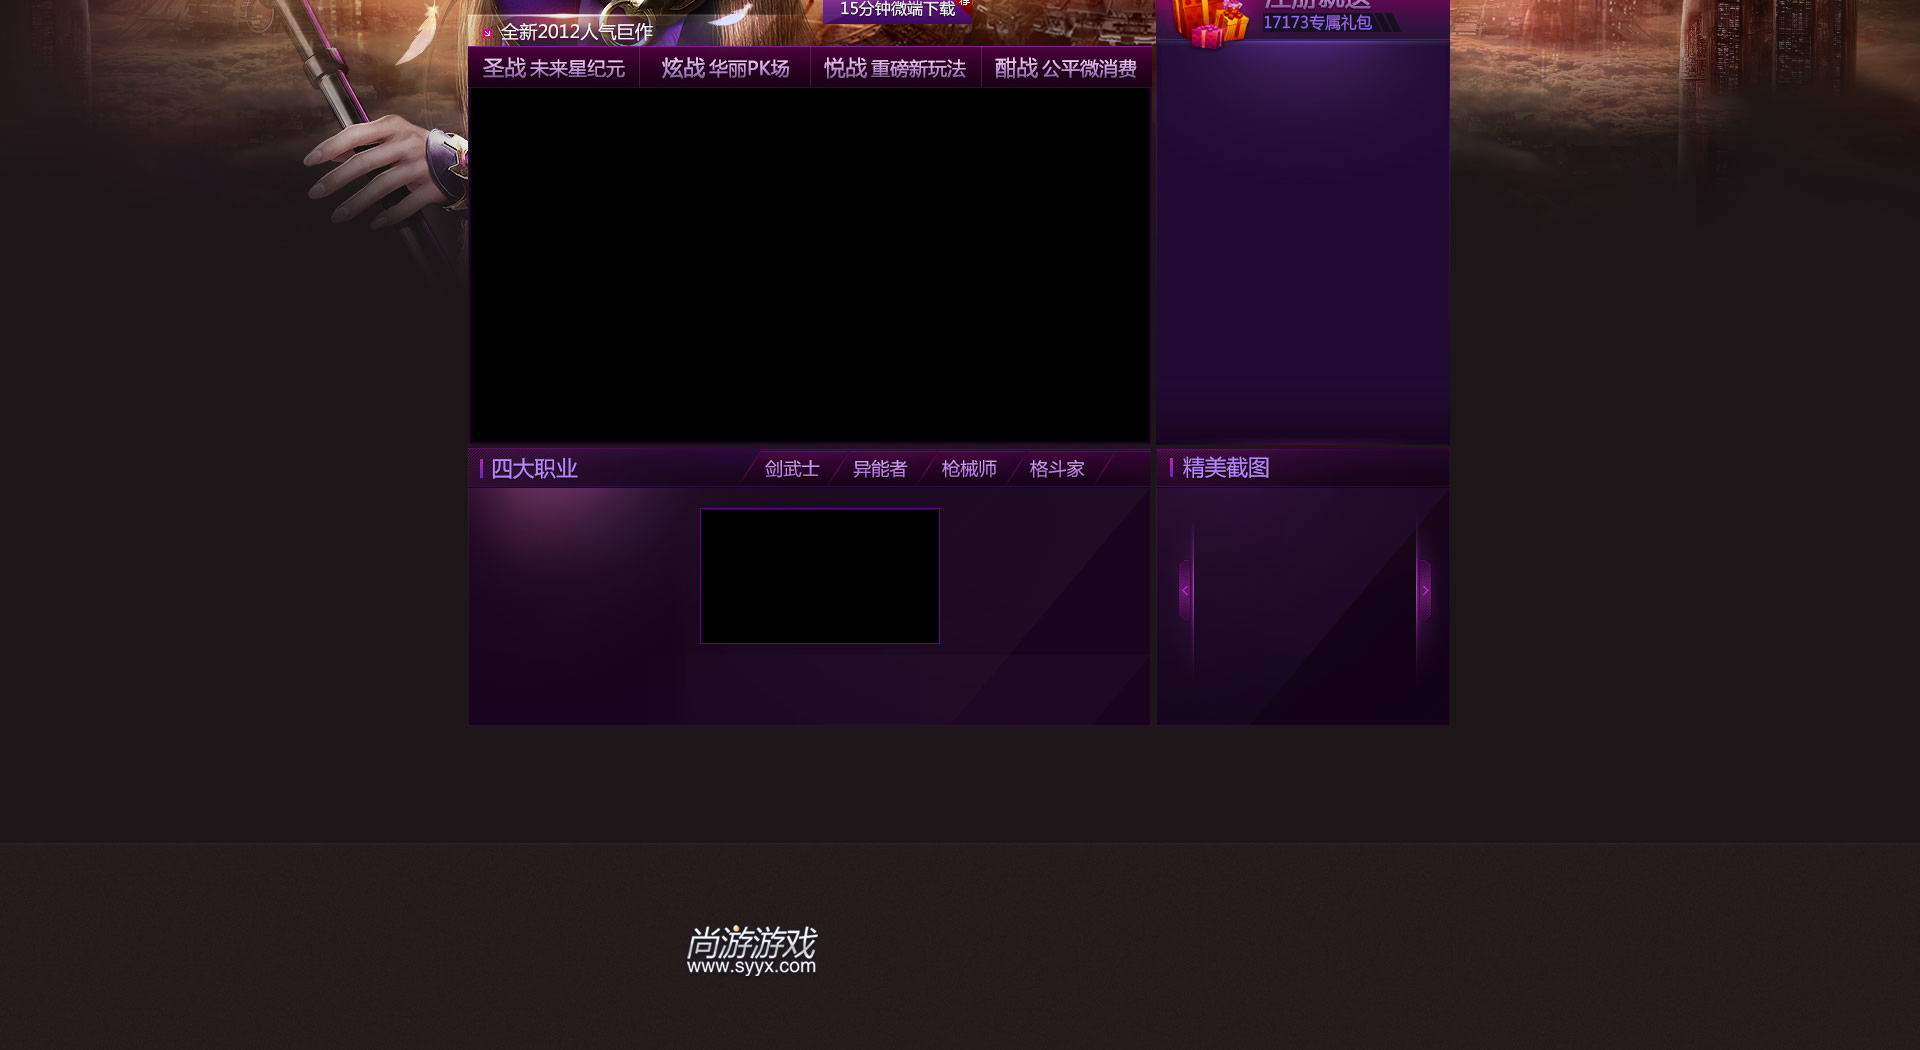 15分钟微端下载
注册就送
17173专属礼包
全新2012人气巨作
圣战 未来星纪元
炫战 华丽PK场
悦战 重磅新玩法
酣战 公平微消费
四大职业
剑武士
异能者
枪械师
格斗家
精美截图
尚游游戏
www.syyx.com